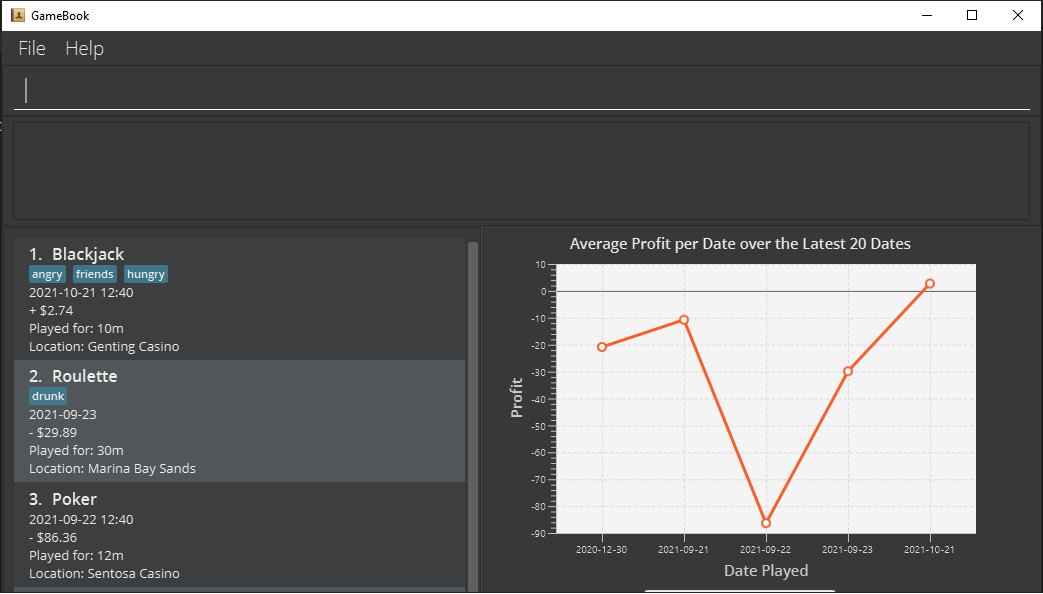 GameBook
File Help
1. Blackjack
angry friends hungry
2021-10-21 12:40
+ $2.74
Played for: 10m
Location: Genting Casino
2. Roulette
drunk
2021-09-23
- $29.89
Played for: 30m
Location: Marina Bay Sands
3. Poker
2021-09-22 12:40
- $86.36
Played for: 12m
Location: Sentosa Casino
Average Profit per Date over the Latest 20 Dates
Profit
10
0
-10
-20
-30
-40
-50
-60
-70
-80
-90
2020-12-30 2021-09-21 2021-09-22 2021-09-23 2021-10-21
Date Played